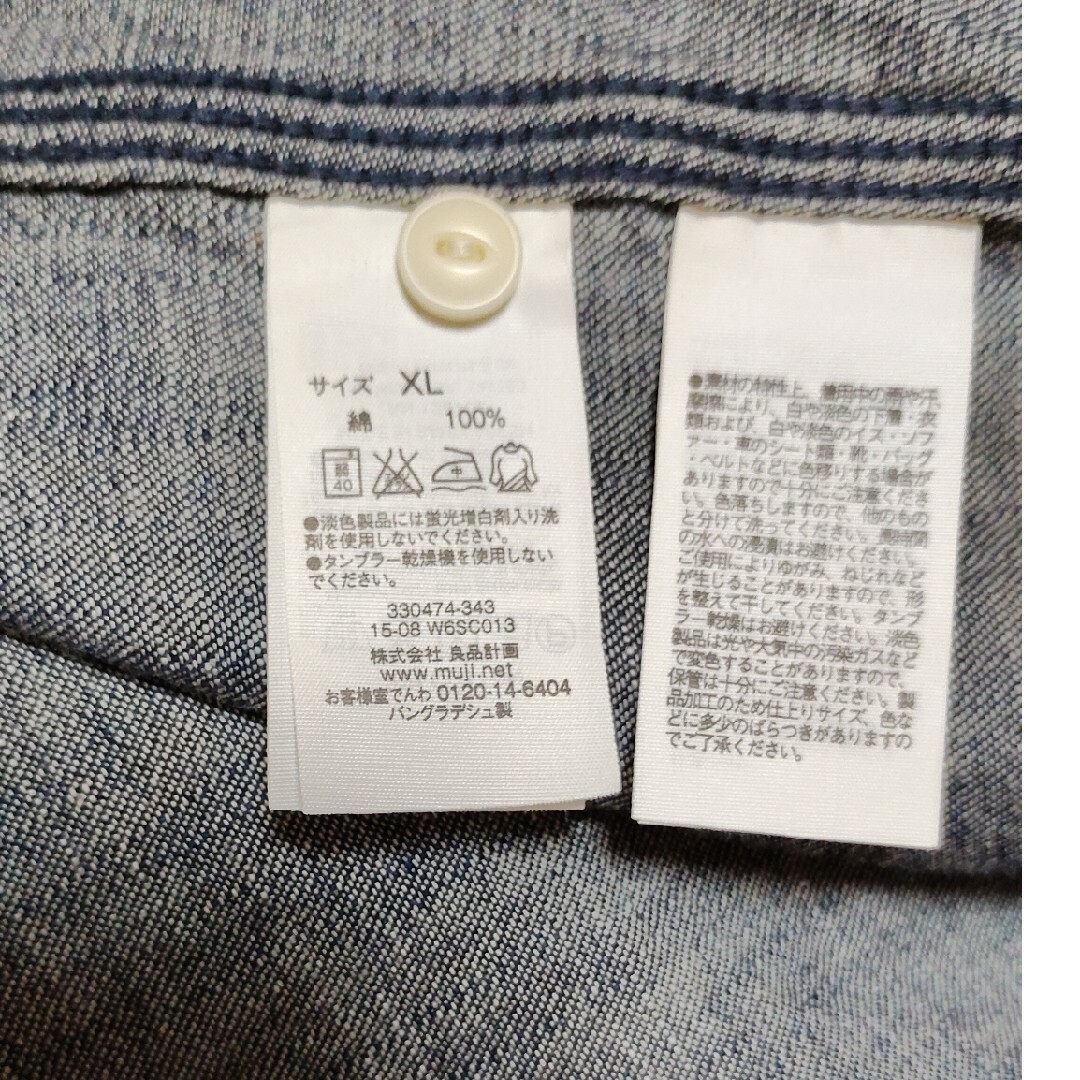 サイズ XL
綿 100%
弱
40
●淡色製品には蛍光増白剤入り洗
剤を使用しないでください。
●タンブラー乾燥機を使用しない
でください。
330474-343
15-08 W6SC013
株式会社 良品計画
www.muji.net
お客様室でんわ 0120-14-6404
バングラデシュ製
●素材の特性上、着用中の雨や汗、
摩擦により、白や淡色の下着・衣
類および、白や淡色のイス・ソフ
ァー・車のシート類・靴・バッグ
・ベルトなどに色移りする場合が
ありますので十分にご注意くださ
い。色落ちしますので、他のもの
と分けて洗ってください。長時間
の水への浸漬はお避けください。
ご使用によりゆがみ、ねじれなど
が生じることがありますので、形
を整えて干してください。タンブ
ラー乾燥はお避けください。淡色
製品は光や大気中の汚染ガスなど
で変色することがありますので、
保管は十分にご注意ください。製
品加工のため仕上りサイズ、色な
どに多少のばらつきがありますの
でご了承ください。